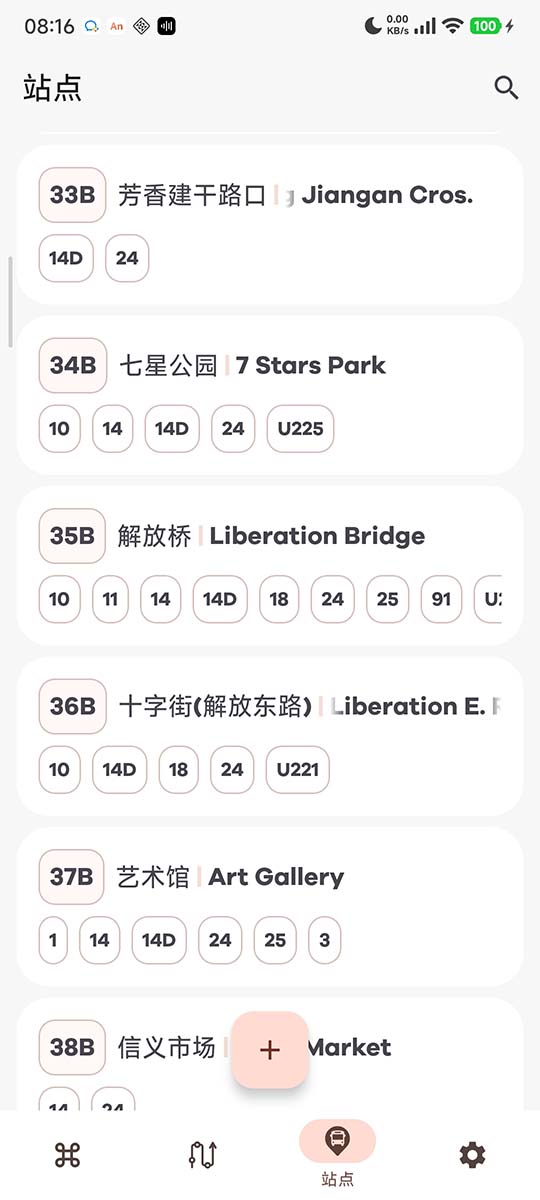 08:16 An 0.00 KB/s 100
站点
33B 芳香建干路口 Jiangan Cros.
14D 24
34B 七星公园 7 Stars Park
10 14 14D 24 U225
35B 解放桥 Liberation Bridge
10 11 14 14D 18 24 25 91
36B 十字街(解放东路) Liberation E.
10 14D 18 24 U221
37B 艺术馆 Art Gallery
1 14 14D 24 25 3
38B 信义市场 Market
14 24
站点